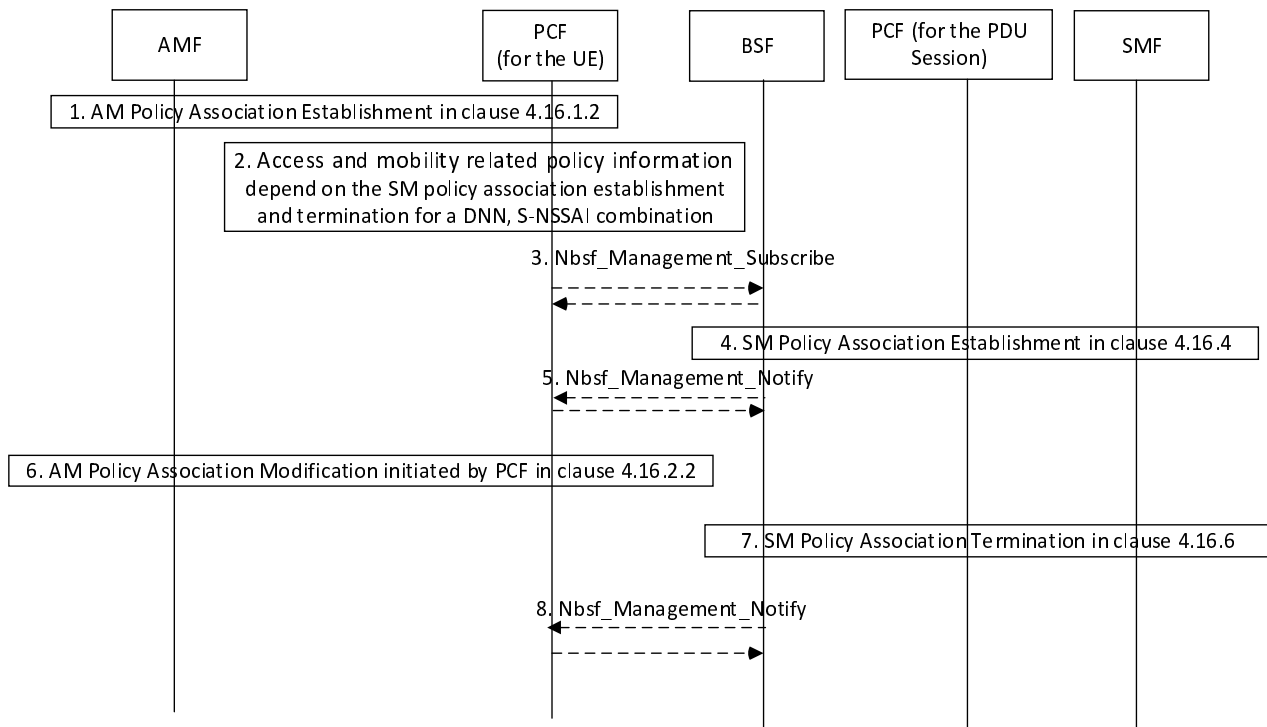 AMF
PCF
(for the UE)
BSF
PCF (for the PDU
Session)
SMF
1. AM Policy Association Establishment in clause 4.16.1.2
2. Access and mobility related policy information
depend on the SM policy association establishment
and termination for a DNN, S-NSSAI combination
3. Nbsf_Management_Subscribe
4. SM Policy Association Establishment in clause 4.16.4
5. Nbsf_Management_Notify
6. AM Policy Association Modification initiated by PCF in clause 4.16.2.2
7. SM Policy Association Termination in clause 4.16.6
8. Nbsf_Management_Notify